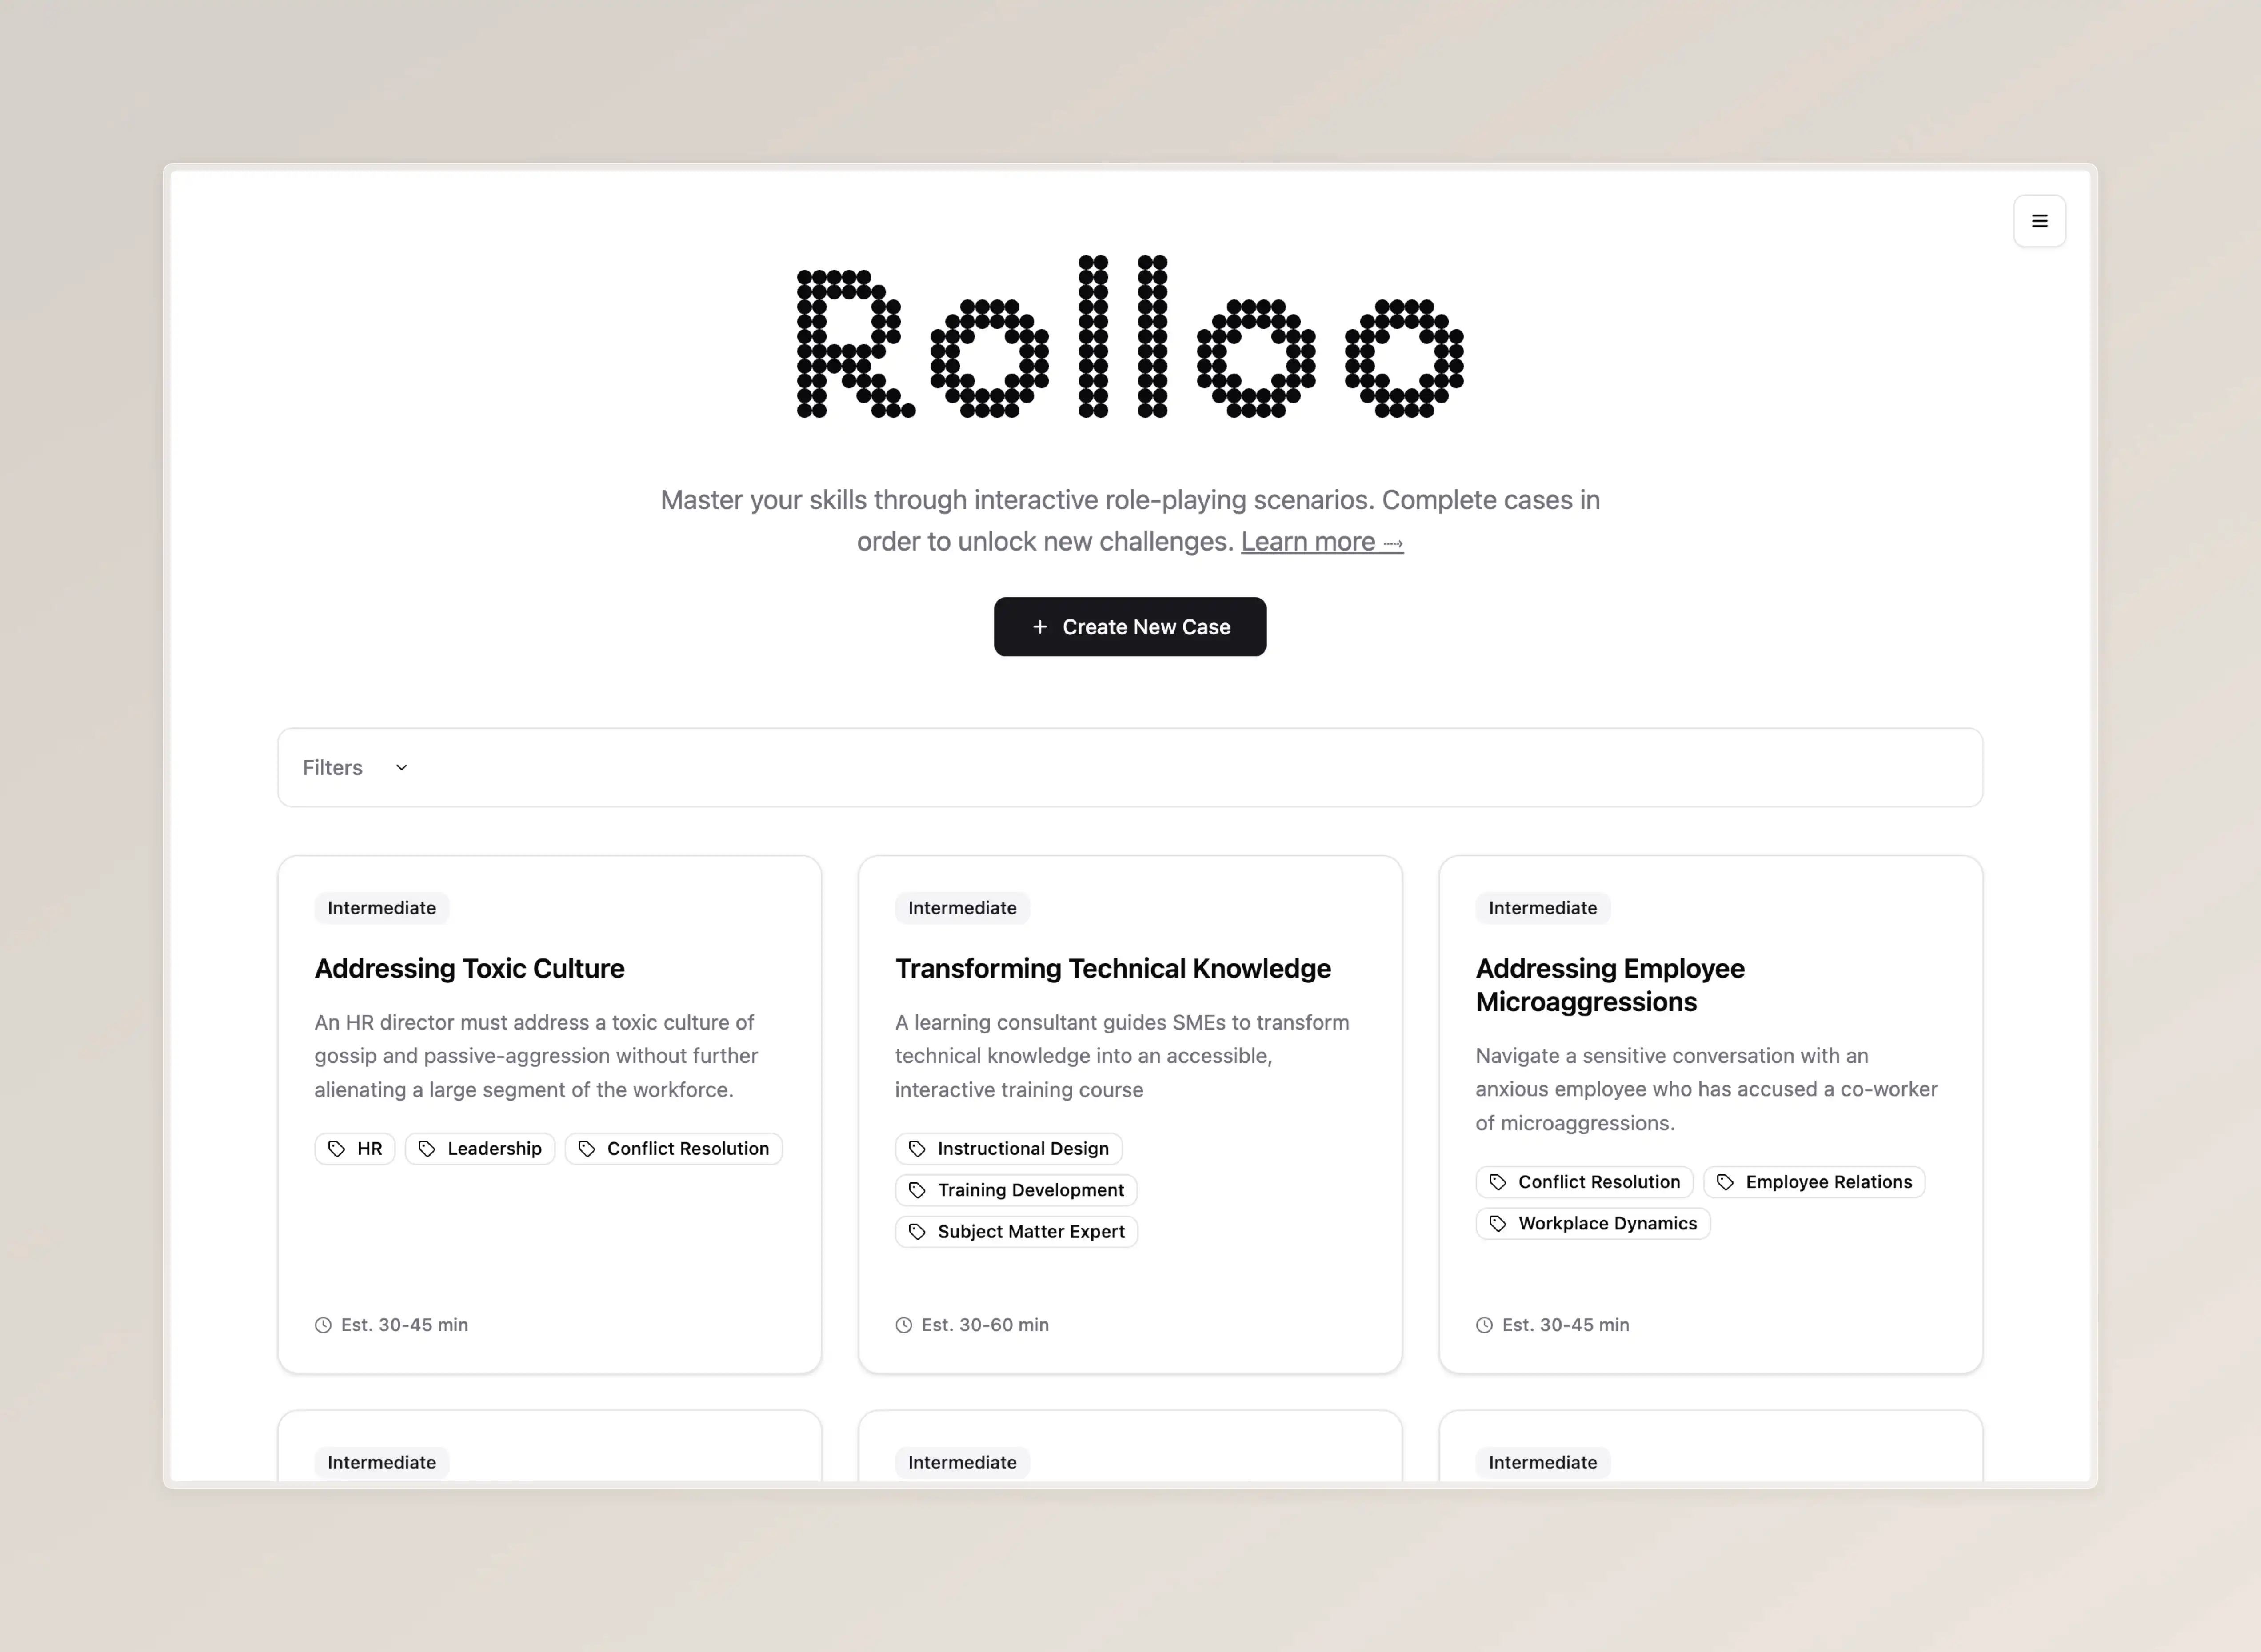 Rolloo
Master your skills through interactive role-playing scenarios. Complete cases in
order to unlock new challenges. Learn more ⤑
+ Create New Case
Filters
Intermediate
Addressing Toxic Culture
An HR director must address a toxic culture of
gossip and passive-aggression without further
alienating a large segment of the workforce.
HR Leadership Conflict Resolution
Est. 30-45 min
Intermediate
Transforming Technical Knowledge
A learning consultant guides SMEs to transform
technical knowledge into an accessible,
interactive training course
Instructional Design
Training Development
Subject Matter Expert
Est. 30-60 min
Intermediate
Addressing Employee
Microaggressions
Navigate a sensitive conversation with an
anxious employee who has accused a co-worker
of microaggressions.
Conflict Resolution Employee Relations
Workplace Dynamics
Est. 30-45 min
Intermediate
Intermediate
Intermediate